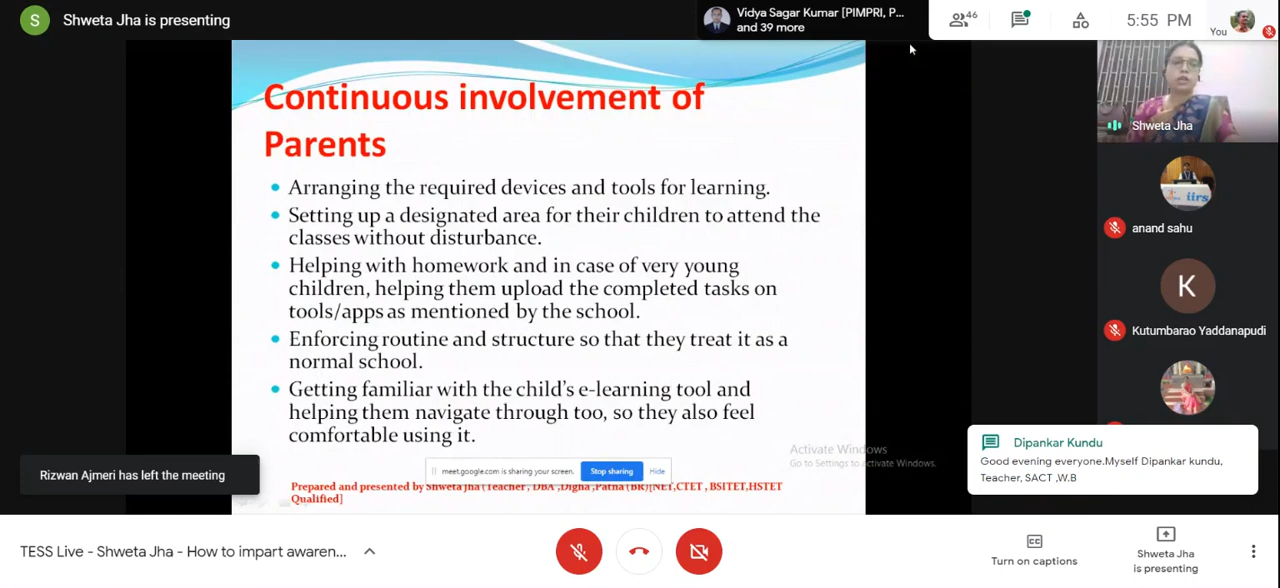 S
Shweta Jha is presenting
Vidya Sagar Kumar [PIMPRI, P...
and 39 more
46
5:55 PM
You
Continuous involvement of
Parents
Arranging the required devices and tools for learning.
Setting up a designated area for their children to attend the
classes without disturbance.
Helping with homework and in case of very young
children, helping them upload the completed tasks on
tools/apps as mentioned by the school.
Enforcing routine and structure so that they treat it as a
normal school.
Getting familiar with the child's e-learning tool and
helping them navigate through too, so they also feel
comfortable using it.
Activate Windows
Go to Settings to activate Windows.
meet.google.com is sharing your screen.
Stop sharing
Hide
Prepared and presented by Shweta Jha (Teacher , DBA ,Digha ,Patna (BR)[NET,CTET , BSITET,HSTET
Qualified]
Shweta Jha
iirs
anand sahu
K
Kutumbarao Yaddanapudi
Dipankar Kundu
Good evening everyone.Myself Dipankar kundu,
Teacher, SACT ,W.B
Rizwan Ajmeri has left the meeting
TESS Live - Shweta Jha - How to impart awaren...
CC
Turn on captions
Shweta Jha
is presenting